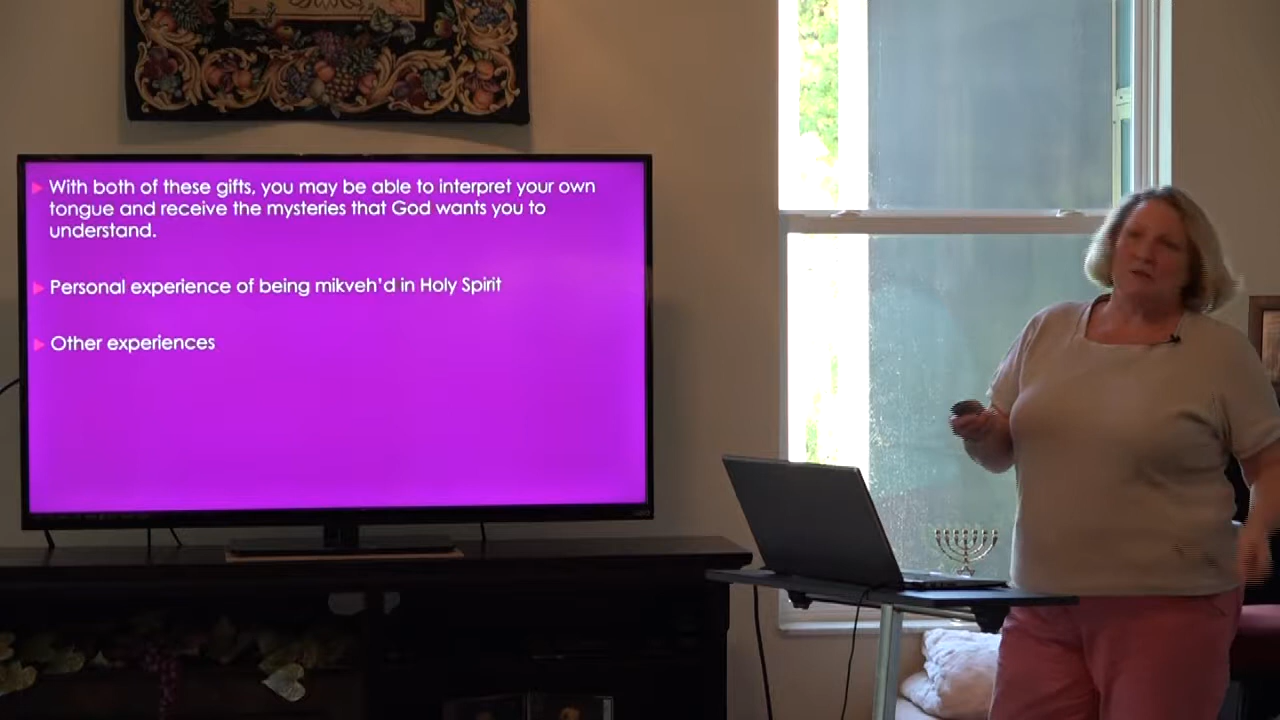 With both of these gifts, you may be able to interpret your own
tongue and receive the mysteries that God wants you to
understand.
Personal experience of being mikveh'd in Holy Spirit
Other experiences